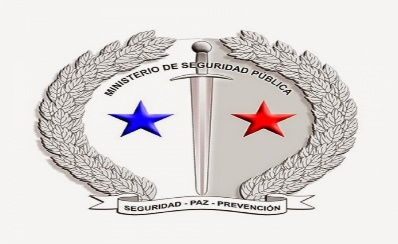 MINISTERIO DE SEGURIDAD PÚBLICA
SEGURIDAD - PAZ - PREVENCIÓN